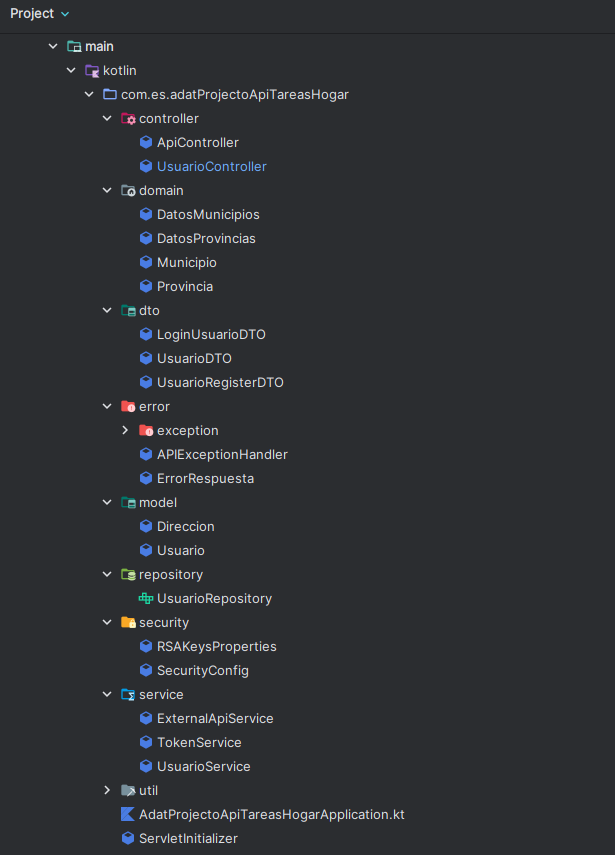 Project
main
kotlin
com.es.adatProjectoApiTareasHogar
controller
ApiController
UsuarioController
domain
DatosMunicipios
DatosProvincias
Municipio
Provincia
dto
LoginUsuarioDTO
UsuarioDTO
UsuarioRegisterDTO
error
exception
APIExceptionHandler
ErrorRespuesta
model
Direccion
Usuario
repository
UsuarioRepository
security
RSAKeysProperties
SecurityConfig
service
ExternalApiService
TokenService
UsuarioService
util
AdatProjectoApiTareasHogarApplication.kt
ServletInitializer